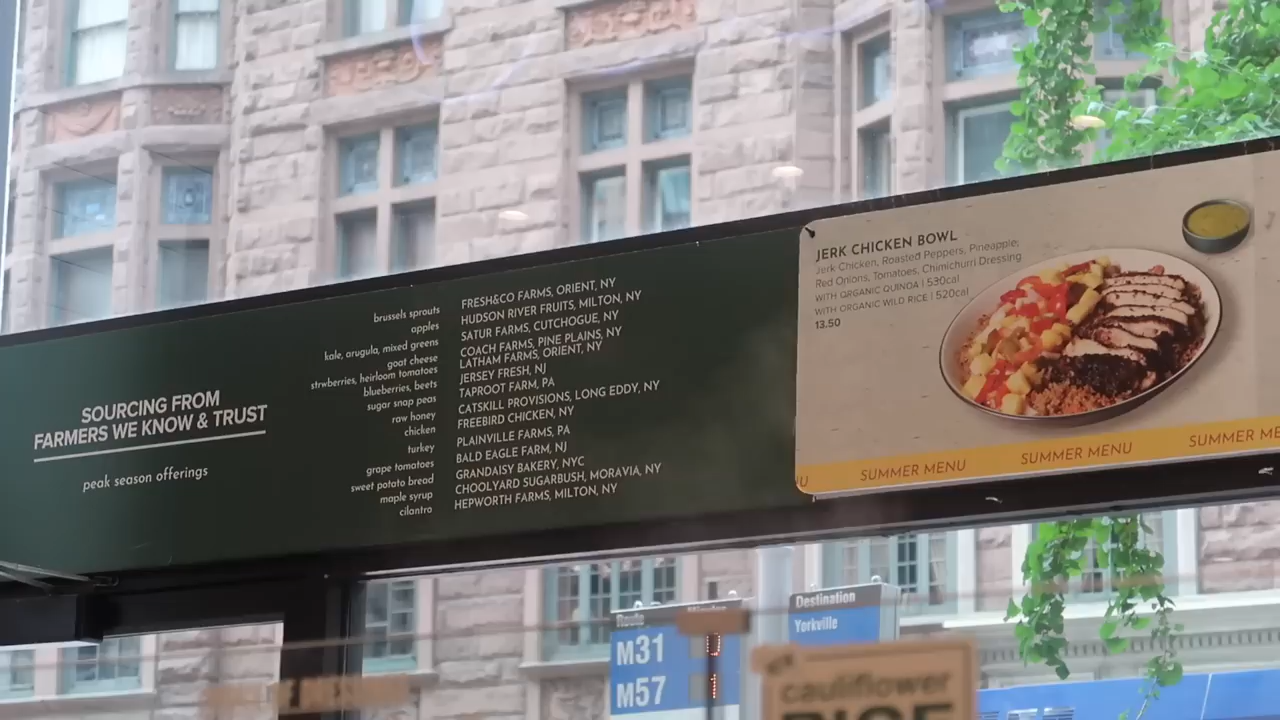 SOURCING FROM
FARMERS WE KNOW & TRUST
peak season offerings
brussels sprouts
apples
kale, arugula, mixed greens
goat cheese
strwberries, heirloom tomatoes
blueberries, beets
sugar snap peas
raw honey
chicken
turkey
grape tomatoes
sweet potato bread
maple syrup
cilantro
FRESH&CO FARMS, ORIENT, NY
HUDSON RIVER FRUITS, MILTON, NY
SATUR FARMS, CUTCHOGUE, NY
COACH FARMS, PINE PLAINS, NY
LATHAM FARMS, ORIENT, NY
JERSEY FRESH, NJ
TAPROOT FARM, PA
CATSKILL PROVISIONS, LONG EDDY, NY
FREEBIRD CHICKEN, NY
PLAINVILLE FARMS, PA
BALD EAGLE FARM, NJ
GRANDAISY BAKERY, NYC
CHOOLYARD SUGARBUSH, MORAVIA, NY
HEPWORTH FARMS, MILTON, NY
JERK CHICKEN BOWL
Jerk Chicken, Roasted Peppers, Pineapple,
Red Onions, Tomatoes, Chimichurri Dressing
WITH ORGANIC QUINOA | 530cal
WITH ORGANIC WILD RICE | 520cal
13.50
U SUMMER MENU SUMMER MENU SUMMER ME
Route
M31
M57
Destination
Yorkville
cauliflower
RICE